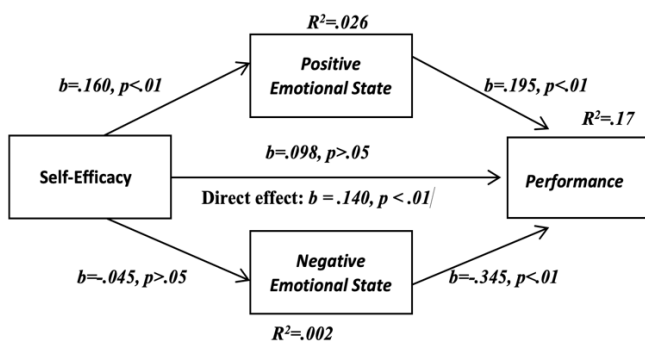 R²=.026
Positive
Emotional State
b=.160, p<.01
b=.195, p<.01
R²=.17
b=.098, p>.05
Self-Efficacy
Performance
Direct effect: b = .140, p < .01/
Negative
Emotional State
b=-.045, p>.05
b=-.345, p<.01
R²=.002